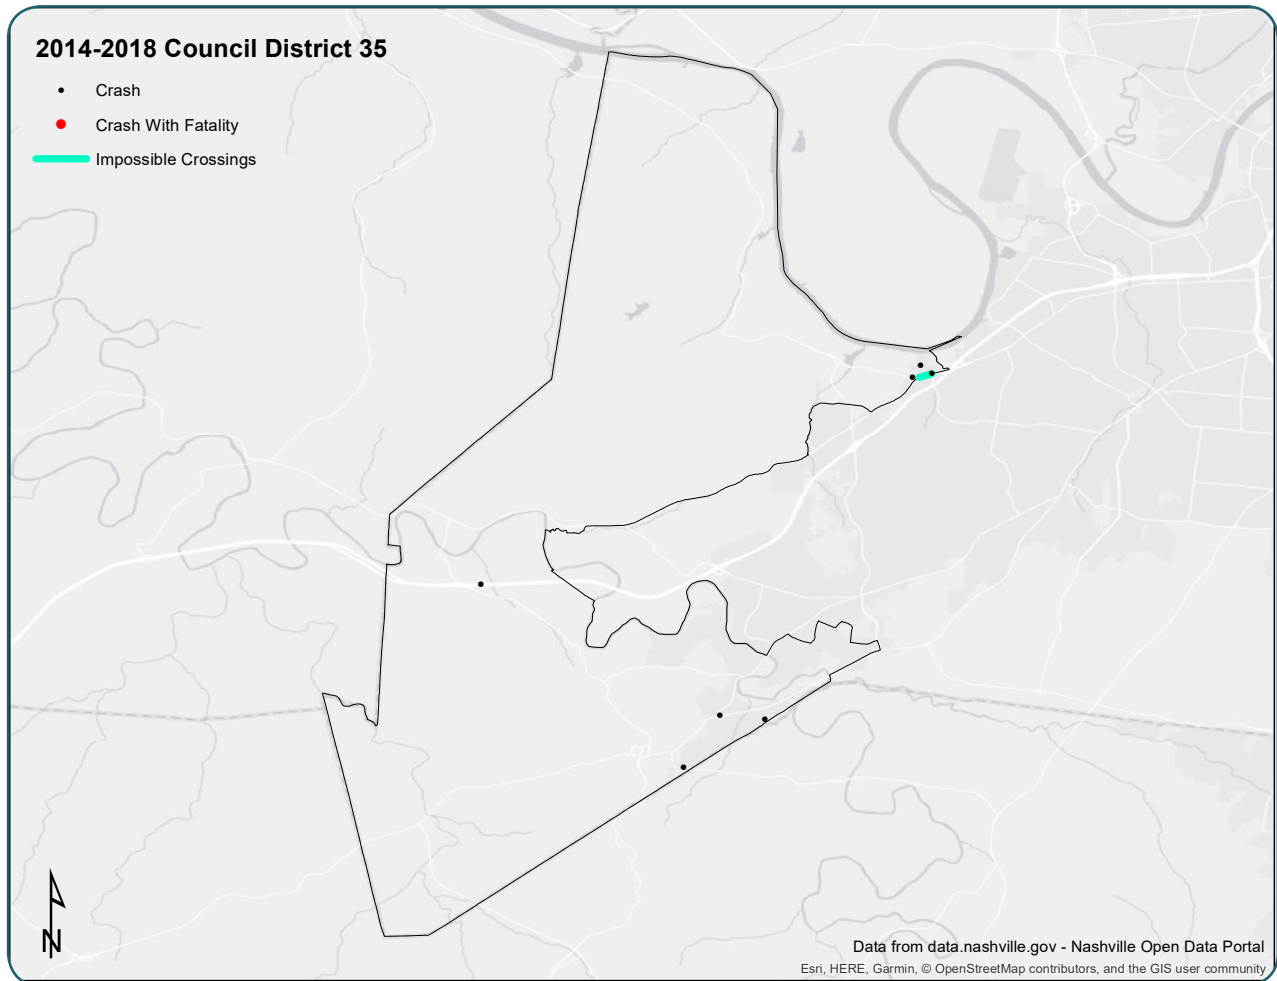 2014-2018 Council District 35
Crash
Crash With Fatality
Impossible Crossings
N
Data from data.nashville.gov - Nashville Open Data Portal
Esri, HERE, Garmin, © OpenStreetMap contributors, and the GIS user community